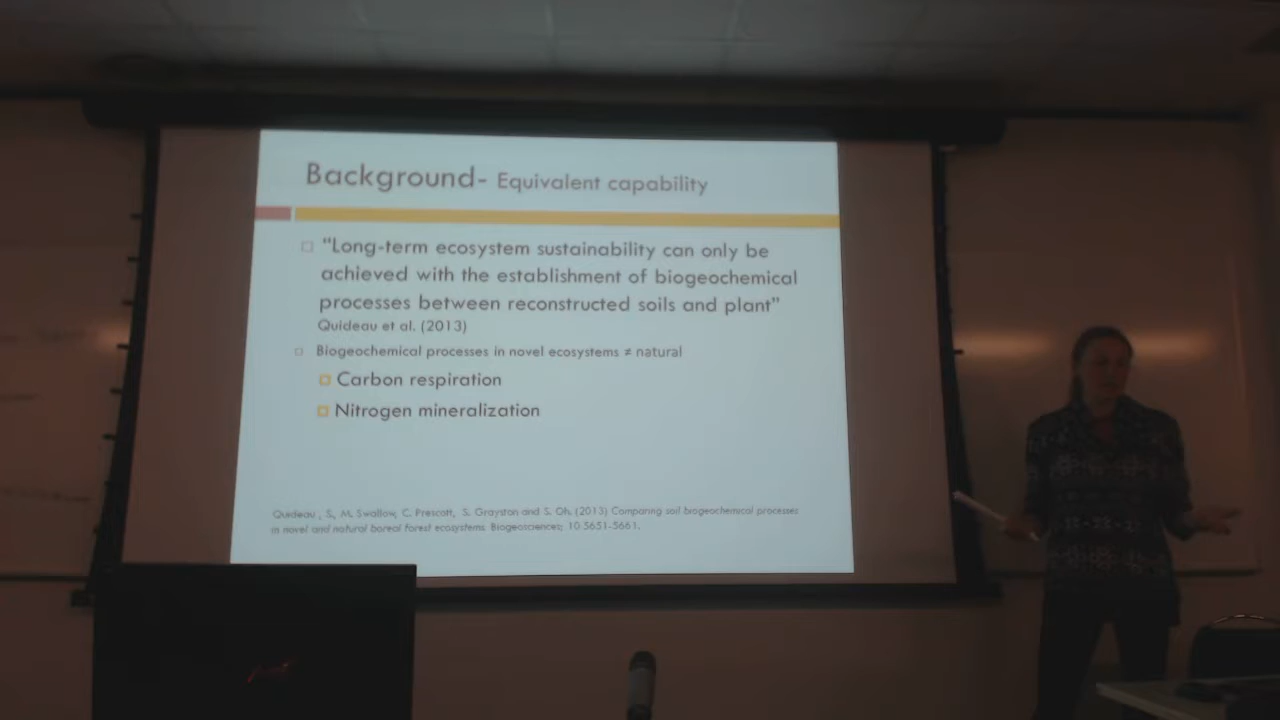 Background- Equivalent capability
"Long-term ecosystem sustainability can only be
achieved with the establishment of biogeochemical
processes between reconstructed soils and plant"
Quideau et al. (2013)
Biogeochemical processes in novel ecosystems ≠ natural
Carbon respiration
Nitrogen mineralization
Quideau , S, M. Swallow, C. Prescott, S. Grayston and S. Oh. (2013) Comparing soil biogeochemical processes
in novel and natural boreal forest ecosystems. Biogeosciences; 10 5651-5661.